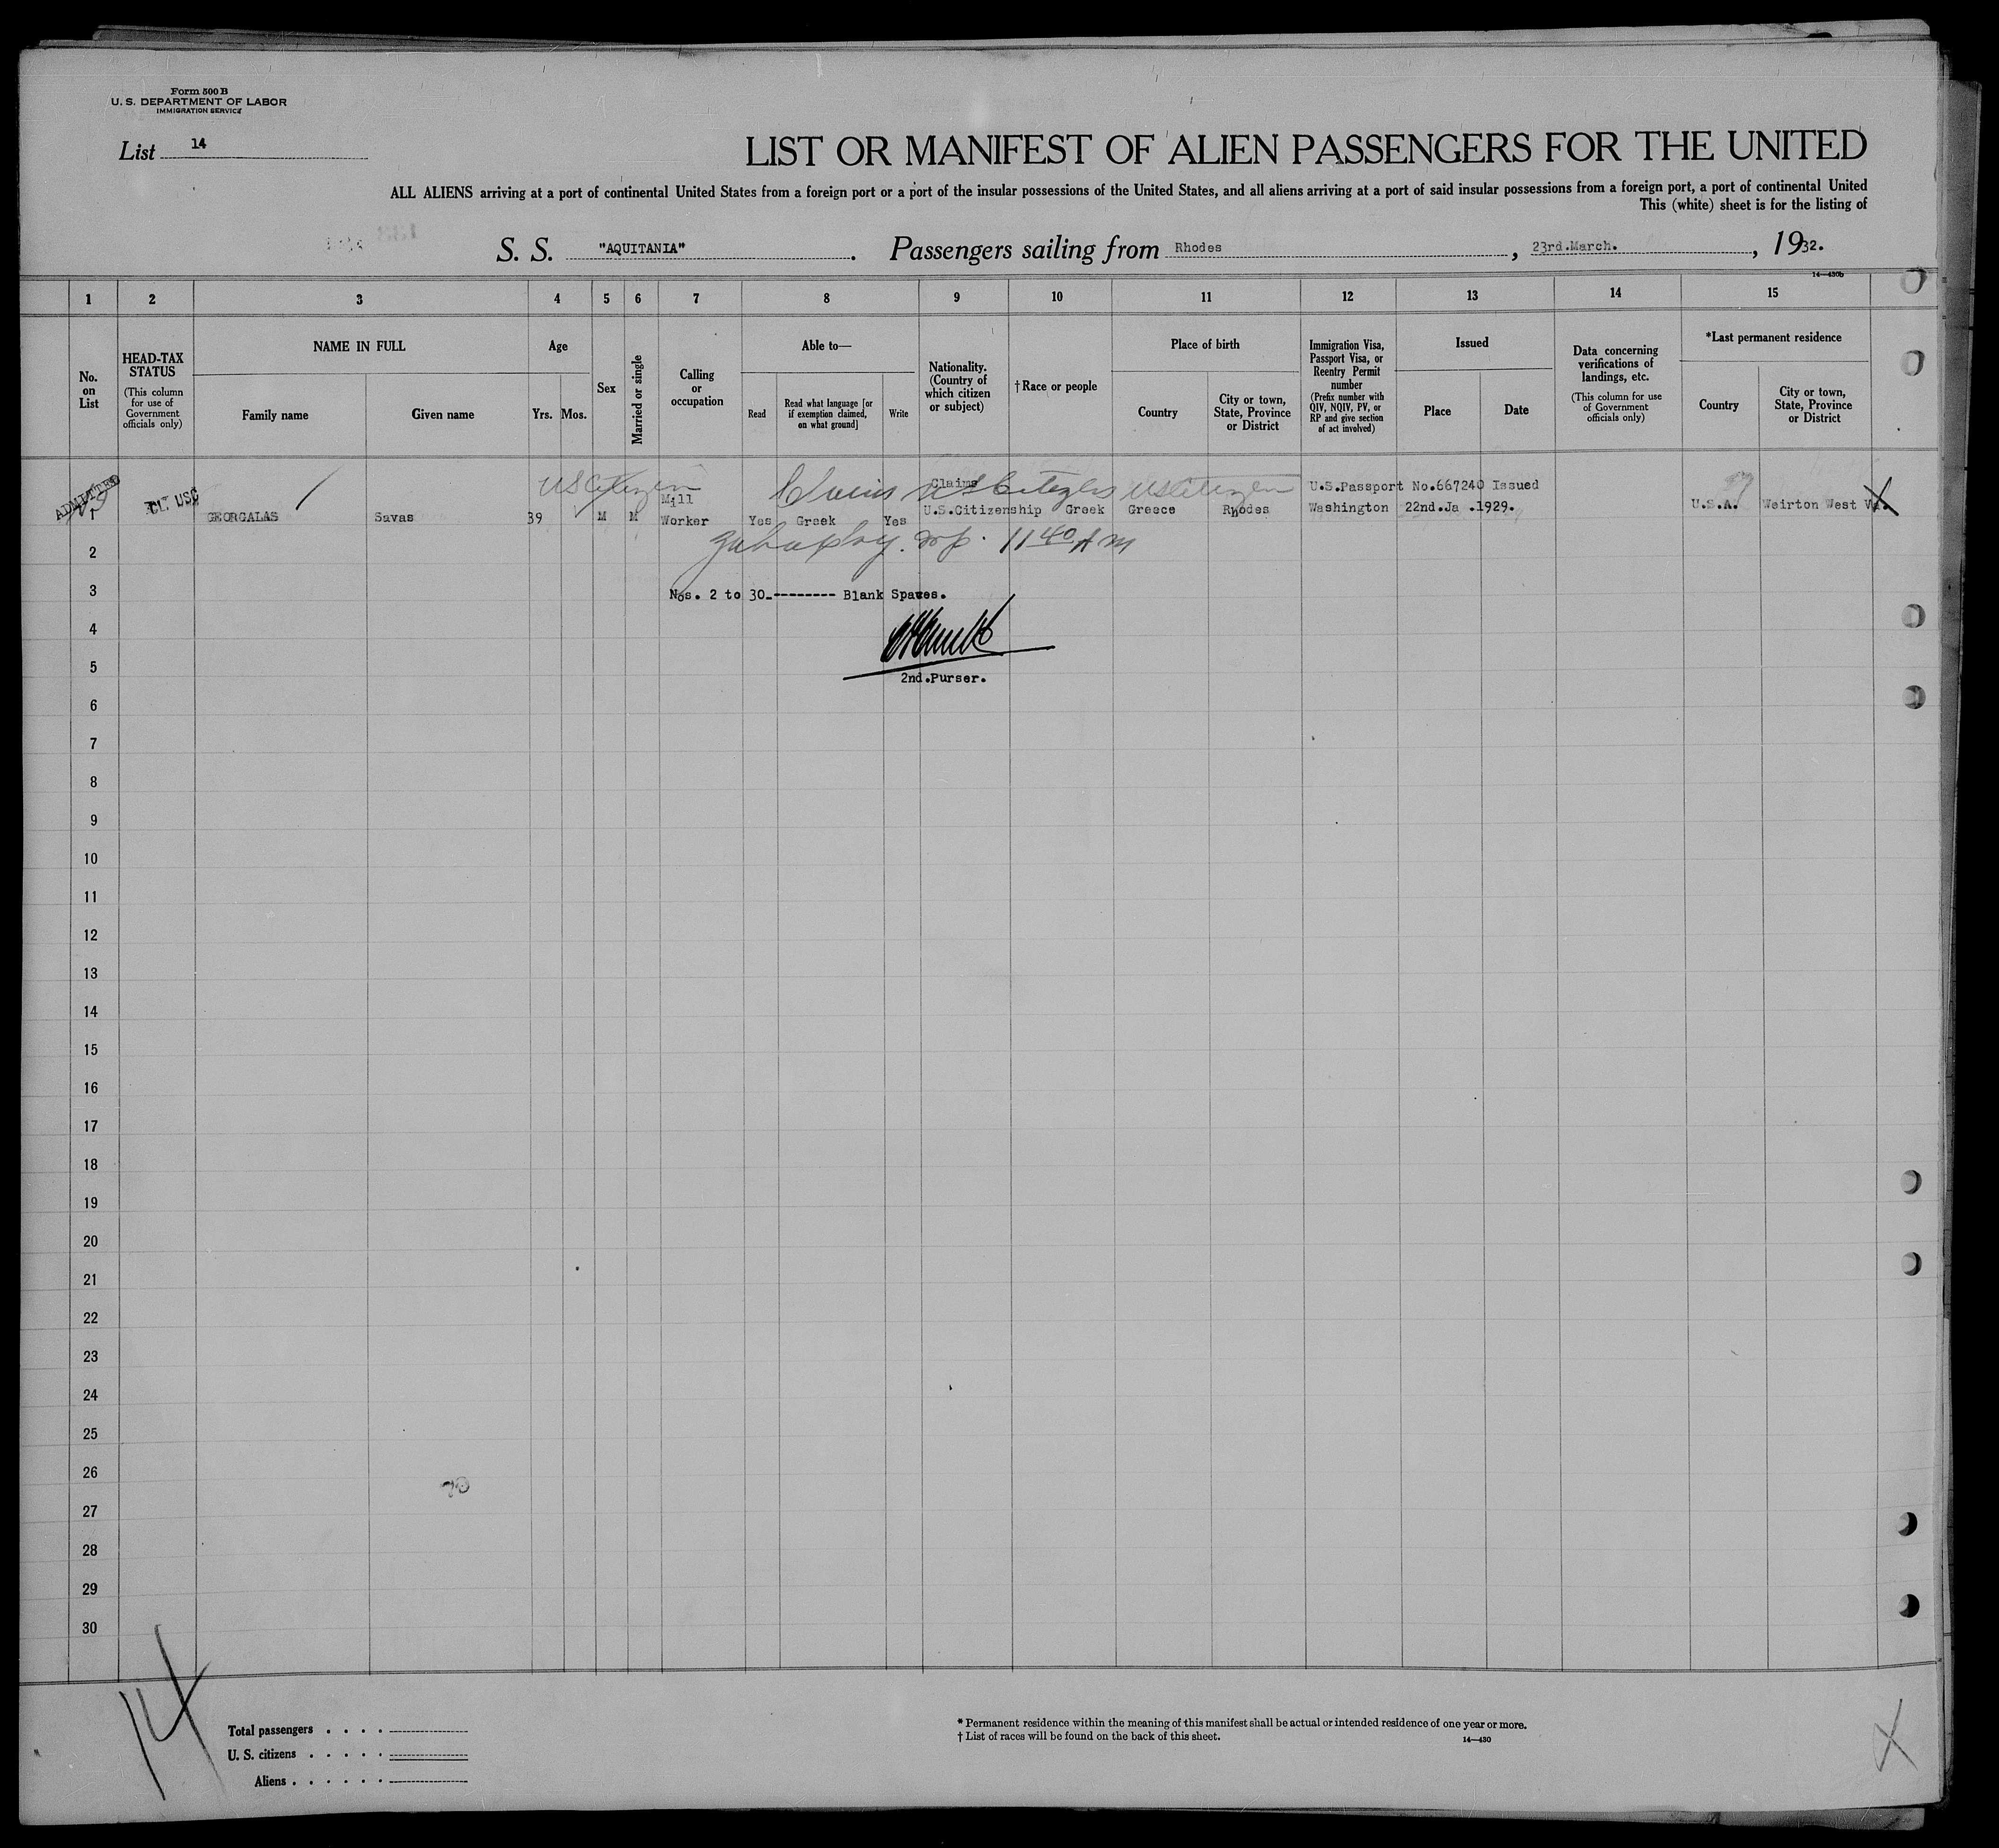 Form 500 B
U. S. DEPARTMENT OF LABOR
IMMIGRATION SERVICE
List 14
LIST OR MANIFEST OF ALIEN PASSENGERS FOR THE UNITED
ALL ALIENS arriving at a port of continental United States from a foreign port or a port of the insular possessions of the United States, and all aliens arriving at a port of said insular possessions from a foreign port, a port of continental United
This (white) sheet is for the listing of
S. S. "AQUITANIA". Passengers sailing from Rhodes, 23rd.March., 1932.
14—430b
1 2 3 4 5 6 7 8 9 10 11 12 13 14 15
No. on List
HEAD-TAX STATUS
(This column for use of Government officials only)
NAME IN FULL
Family name
Given name
Age
Yrs. Mos.
Sex
Married or single
Calling or occupation
Able to—
Read
Read what language [or if exemption claimed, on what ground]
Write
Nationality. (Country of which citizen or subject)
†Race or people
Place of birth
Country
City or town, State, Province or District
Immigration Visa, Passport Visa, or Reentry Permit number
(Prefix number with QIV, NQIV, PV, or RP and give section of act involved)
Issued
Place
Date
Data concerning verifications of landings, etc.
(This column for use of Government officials only)
*Last permanent residence
Country
City or town, State, Province or District
US Citizen Claims US Citizen US Citizen
ADMITTED
CL. USC
Mill Claims U.S.Passport No.667240 Issued
1 GEORGALAS Savas 39 M M Worker Yes Greek Yes U.S.Citizenship Greek Greece Rhodes Washington 22nd.Ja .1929. U.S.A. Weirton West Va.
11 40 AM
2
3 Nos. 2 to 30.-------- Blank Spaces.
4
5
2nd.Purser.
6
7
8
9
10
11
12
13
14
15
16
17
18
19
20
21
22
23
24
25
26
27
28
29
30
14
X
Total passengers . . . .
U. S. citizens . . . . .
Aliens . . . . . .
* Permanent residence within the meaning of this manifest shall be actual or intended residence of one year or more.
† List of races will be found on the back of this sheet.
14—430